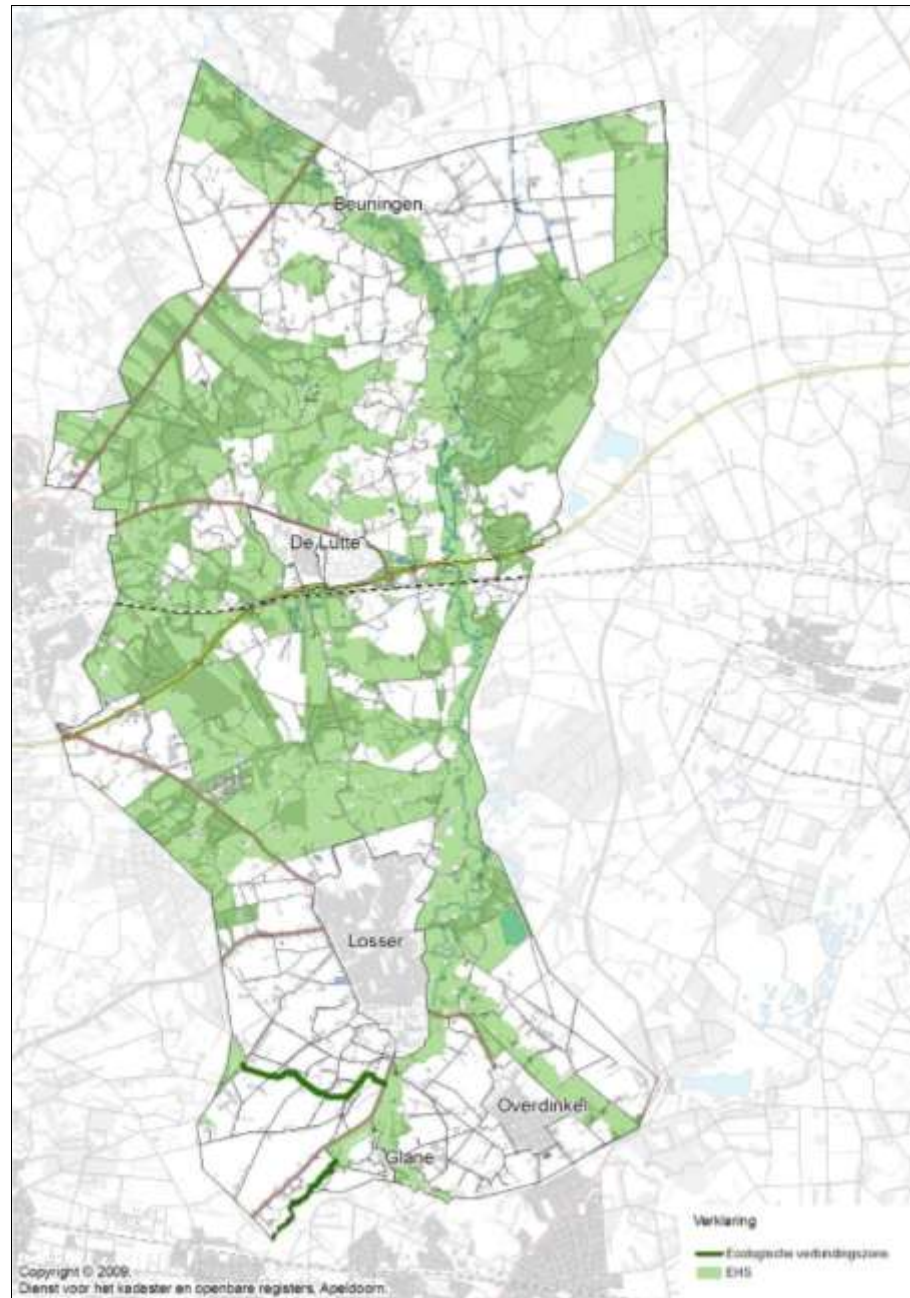 Beuningen
De Lutte
Losser
Overdinkel
Glane
Verklaring
Ecologische verbindingszone
EHS
Copyright © 2009.
Dienst voor het kadaster en openbare registers, Apeldoorn.